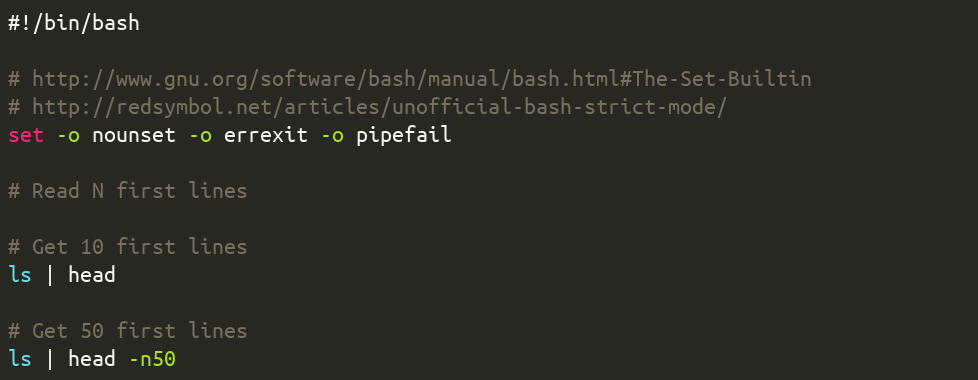 #!/bin/bash
# http://www.gnu.org/software/bash/manual/bash.html#The-Set-Builtin
# http://redsymbol.net/articles/unofficial-bash-strict-mode/
set -o nounset -o errexit -o pipefail
# Read N first lines
# Get 10 first lines
ls | head
# Get 50 first lines
ls | head -n50